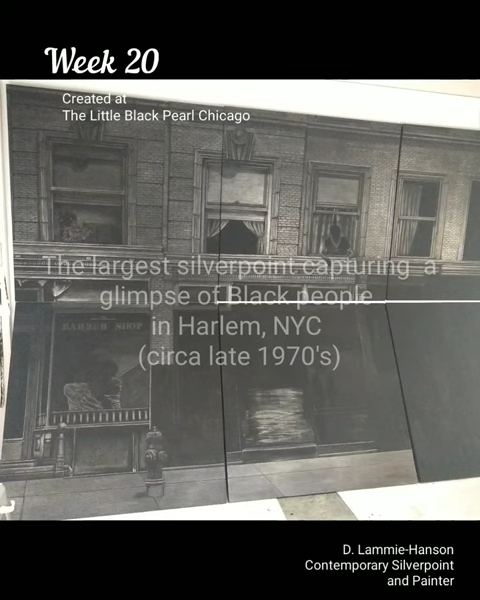 Week 20
Created at
The Little Black Pearl Chicago
The largest silverpoint capturing a
glimpse of Black people
in Harlem, NYC
(circa late 1970's)
BARBER SHOP
D. Lammie-Hanson
Contemporary Silverpoint
and Painter